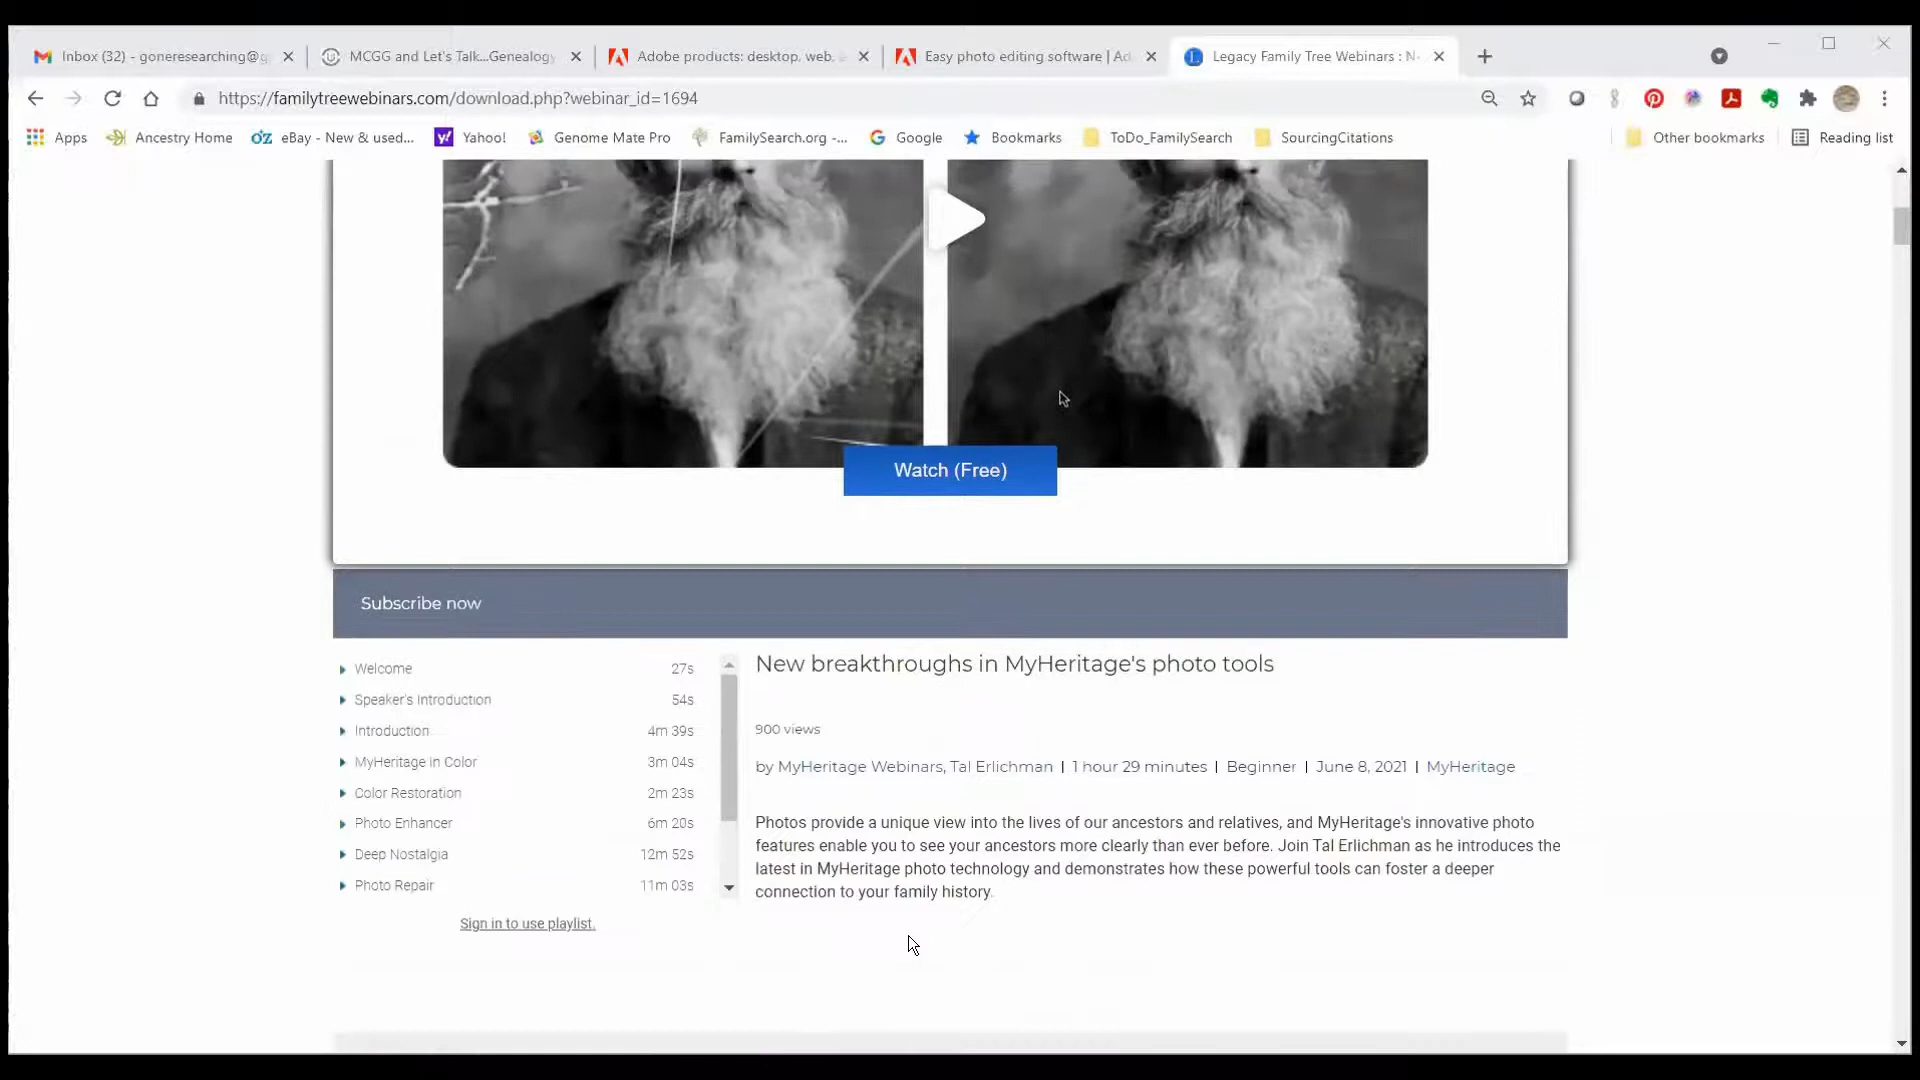 Inbox (32) - goneresearching@g
MCGG and Let's Talk...Genealogy
Adobe products: desktop, web,
Easy photo editing software | Ad
Legacy Family Tree Webinars : N
https://familytreewebinars.com/download.php?webinar_id=1694
Apps
Ancestry Home
eBay - New & used...
Yahoo!
Genome Mate Pro
FamilySearch.org -...
Google
Bookmarks
ToDo_FamilySearch
SourcingCitations
Other bookmarks
Reading list
Watch (Free)
Subscribe now
Welcome 27s
Speaker's Introduction 54s
Introduction 4m 39s
MyHeritage in Color 3m 04s
Color Restoration 2m 23s
Photo Enhancer 6m 20s
Deep Nostalgia 12m 52s
Photo Repair 11m 03s
Sign in to use playlist.
New breakthroughs in MyHeritage's photo tools
900 views
by MyHeritage Webinars, Tal Erlichman | 1 hour 29 minutes | Beginner | June 8, 2021 | MyHeritage
Photos provide a unique view into the lives of our ancestors and relatives, and MyHeritage's innovative photo
features enable you to see your ancestors more clearly than ever before. Join Tal Erlichman as he introduces the
latest in MyHeritage photo technology and demonstrates how these powerful tools can foster a deeper
connection to your family history.